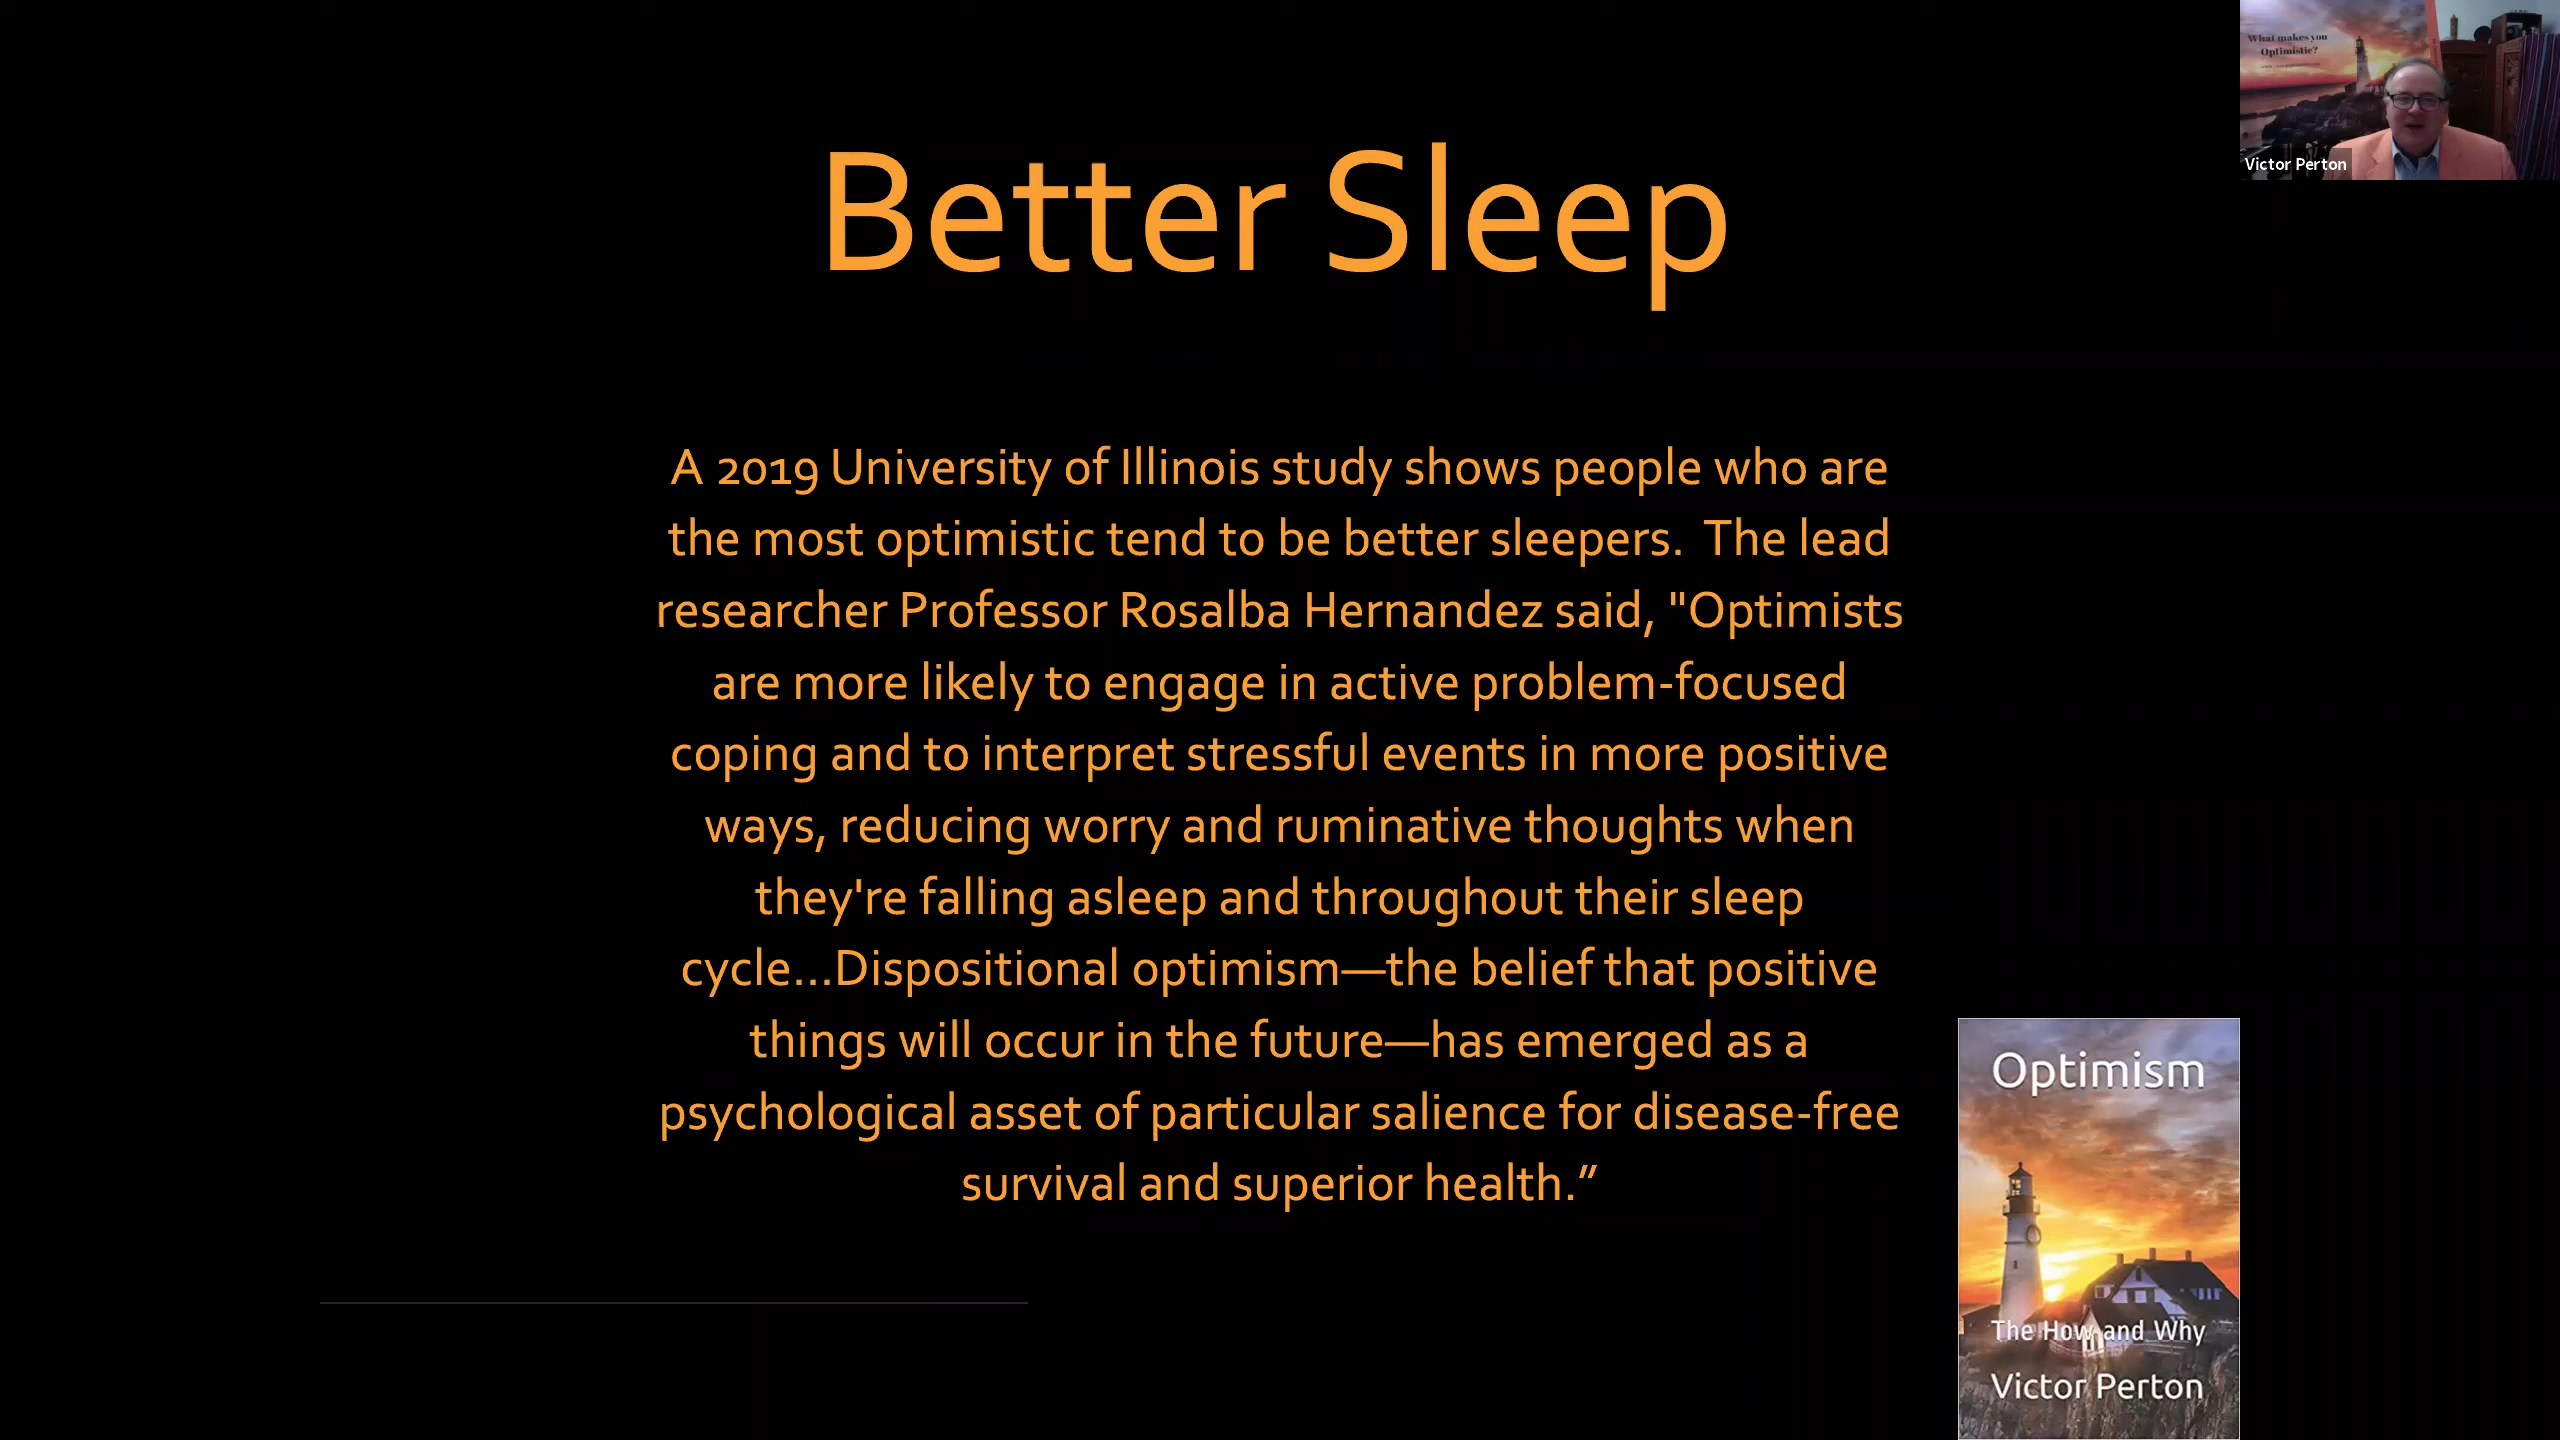 What makes you
Optimistic?
Victor Perton
Better Sleep
A 2019 University of Illinois study shows people who are
the most optimistic tend to be better sleepers.  The lead
researcher Professor Rosalba Hernandez said, "Optimists
are more likely to engage in active problem-focused
coping and to interpret stressful events in more positive
ways, reducing worry and ruminative thoughts when
they're falling asleep and throughout their sleep
cycle...Dispositional optimism—the belief that positive
things will occur in the future—has emerged as a
psychological asset of particular salience for disease-free
survival and superior health.”
Optimism
The How and Why
Victor Perton